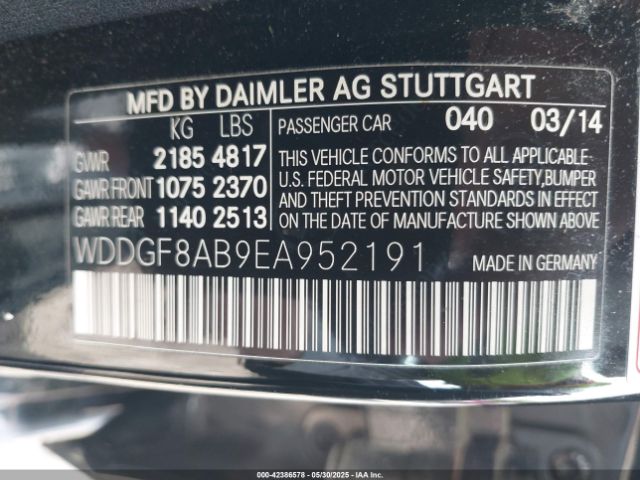 MFD BY DAIMLER AG STUTTGART
KG LBS
GVWR 2185 4817
GAWR FRONT 1075 2370
GAWR REAR 1140 2513
PASSENGER CAR 040 03/14
THIS VEHICLE CONFORMS TO ALL APPLICABLE
U.S. FEDERAL MOTOR VEHICLE SAFETY,BUMPER
AND THEFT PREVENTION STANDARDS IN EFFECT
ON THE DATE OF MANUFACTURE SHOWN ABOVE.
WDDGF8AB9EA952191 MADE IN GERMANY
000-42386578 - 05/30/2025 - IAAI, Inc.